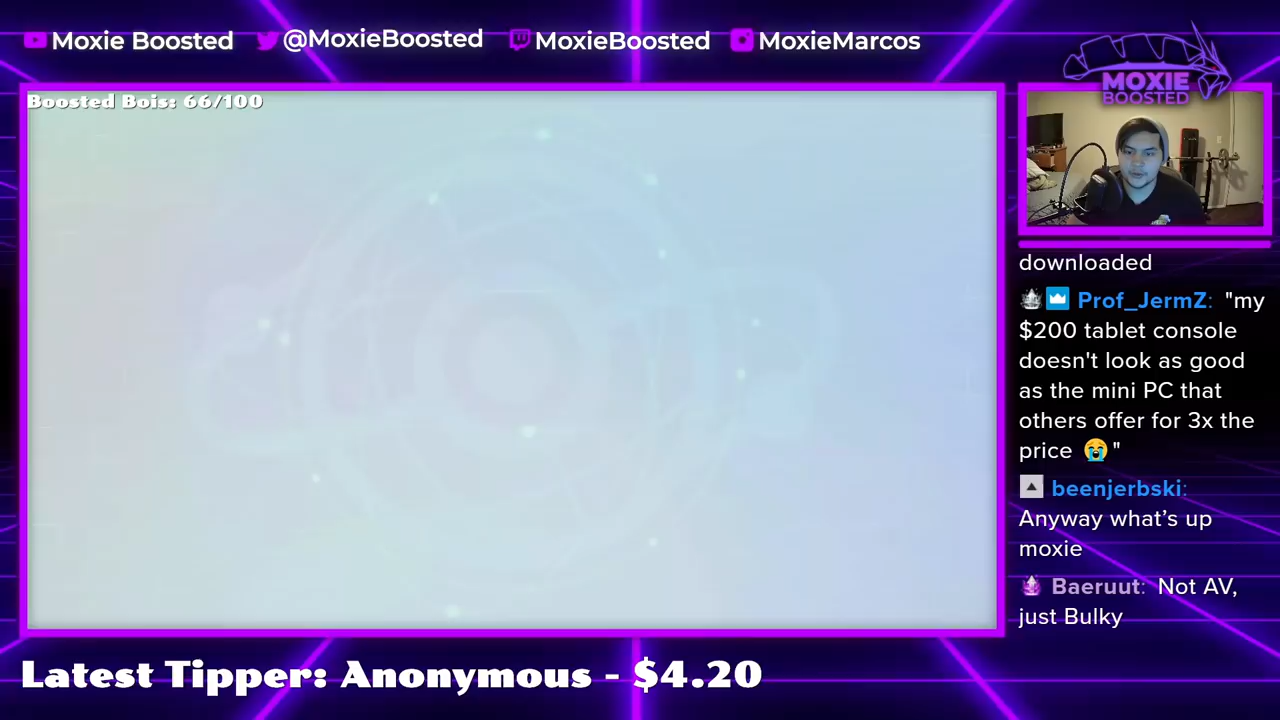 Moxie Boosted @MoxieBoosted MoxieBoosted MoxieMarcos
MOXIE
BOOSTED
Boosted Bois: 66/100
downloaded
Prof_JermZ: "my
$200 tablet console
doesn't look as good
as the mini PC that
others offer for 3x the
price 😭"
beenjerbski:
Anyway what's up
moxie
Baeruut: Not AV,
just Bulky
Latest Tipper: Anonymous - $4.20